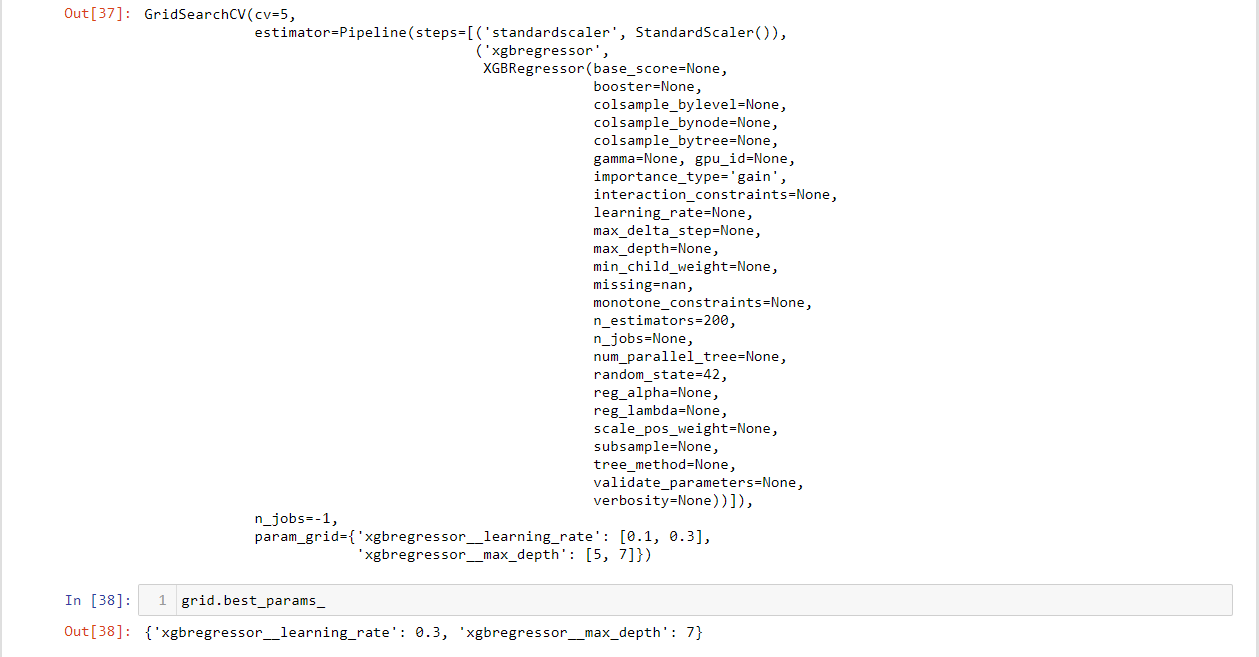 Out[37]: GridSearchCV(cv=5,
estimator=Pipeline(steps=[('standardscaler', StandardScaler()),
('xgbregressor',
XGBRegressor(base_score=None,
booster=None,
colsample_bylevel=None,
colsample_bynode=None,
colsample_bytree=None,
gamma=None, gpu_id=None,
importance_type='gain',
interaction_constraints=None,
learning_rate=None,
max_delta_step=None,
max_depth=None,
min_child_weight=None,
missing=nan,
monotone_constraints=None,
n_estimators=200,
n_jobs=None,
num_parallel_tree=None,
random_state=42,
reg_alpha=None,
reg_lambda=None,
scale_pos_weight=None,
subsample=None,
tree_method=None,
validate_parameters=None,
verbosity=None))]),
n_jobs=-1,
param_grid={'xgbregressor__learning_rate': [0.1, 0.3],
'xgbregressor__max_depth': [5, 7]})
In [38]: 1 grid.best_params_
Out[38]: {'xgbregressor__learning_rate': 0.3, 'xgbregressor__max_depth': 7}